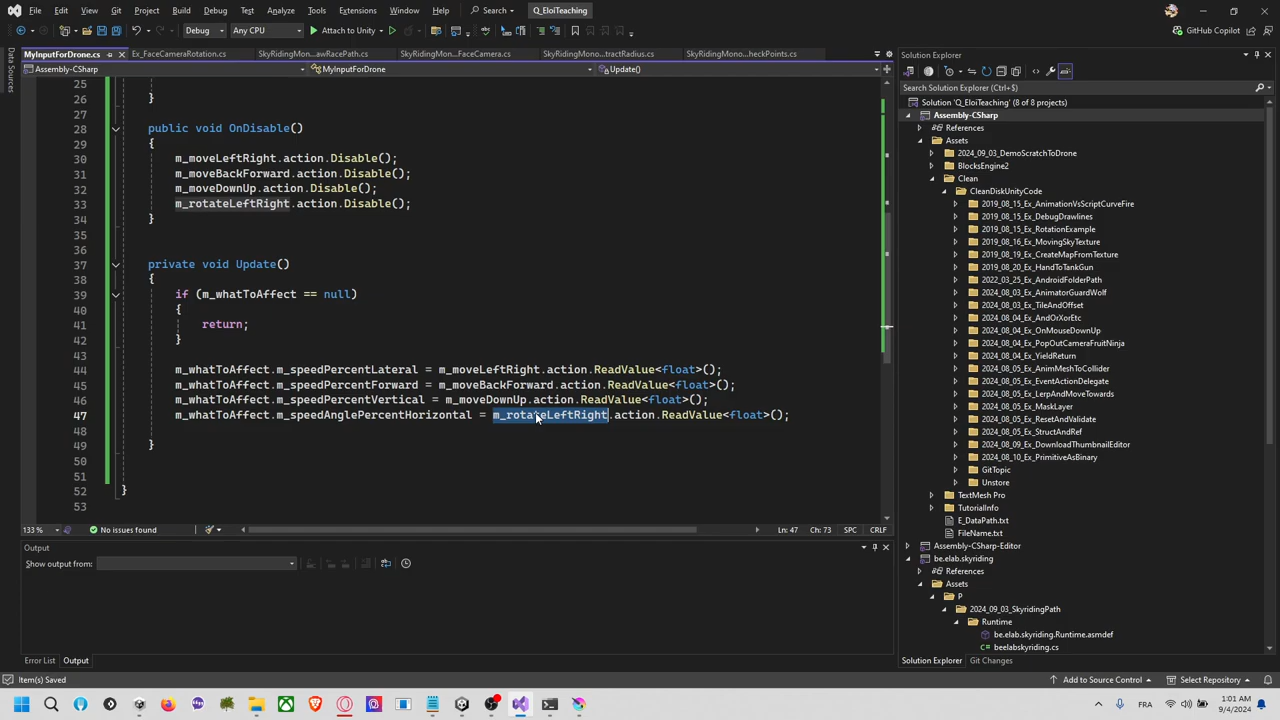 File Edit View Git Project Build Debug Test Analyze Tools Extensions Window Help Search Q_EloiTeaching
Debug Any CPU Attach to Unity GitHub Copilot
MyInputForDrone.cs Ex_FaceCameraRotation.cs SkyRidingMon...awRacePath.cs SkyRidingMon...FaceCamera.cs SkyRidingMono...tractRadius.cs SkyRidingMono...heckPoints.cs
Assembly-CSharp MyInputForDrone Update()
25
26 }
27
28 public void OnDisable()
29 {
30 m_moveLeftRight.action.Disable();
31 m_moveBackForward.action.Disable();
32 m_moveDownUp.action.Disable();
33 m_rotateLeftRight.action.Disable();
34 }
35
36
37 private void Update()
38 {
39 if (m_whatToAffect == null)
40 {
41 return;
42 }
43
44 m_whatToAffect.m_speedPercentLateral = m_moveLeftRight.action.ReadValue<float>();
45 m_whatToAffect.m_speedPercentForward = m_moveBackForward.action.ReadValue<float>();
46 m_whatToAffect.m_speedPercentVertical = m_moveDownUp.action.ReadValue<float>();
47 m_whatToAffect.m_speedAnglePercentHorizontal = m_rotateLeftRight.action.ReadValue<float>();
48
49 }
50
51
52 }
53
133 % No issues found Ln: 47 Ch: 73 SPC CRLF
Output
Show output from:
Error List Output
Data Sources
Solution Explorer
Search Solution Explorer (Ctrl+$)
Solution 'Q_EloiTeaching' (8 of 8 projects)
Assembly-CSharp
References
Assets
2024_09_03_DemoScratchToDrone
BlocksEngine2
Clean
CleanDiskUnityCode
2019_08_15_Ex_AnimationVsScriptCurveFire
2019_08_15_Ex_DebugDrawlines
2019_08_15_Ex_RotationExample
2019_08_16_Ex_MovingSkyTexture
2019_08_19_Ex_CreateMapFromTexture
2019_08_20_Ex_HandToTankGun
2022_03_25_Ex_AndroidFolderPath
2024_08_03_Ex_AnimatorGuardWolf
2024_08_03_Ex_TileAndOffset
2024_08_04_Ex_AndOrXorEtc
2024_08_04_Ex_OnMouseDownUp
2024_08_04_Ex_PopOutCameraFruitNinja
2024_08_04_Ex_YieldReturn
2024_08_05_Ex_AnimMeshToCollider
2024_08_05_Ex_EventActionDelegate
2024_08_05_Ex_LerpAndMoveTowards
2024_08_05_Ex_MaskLayer
2024_08_05_Ex_ResetAndValidate
2024_08_05_Ex_StructAndRef
2024_08_09_Ex_DownloadThumbnailEditor
2024_08_10_Ex_PrimitiveAsBinary
GitTopic
Unstore
TextMesh Pro
TutorialInfo
E_DataPath.txt
FileName.txt
Assembly-CSharp-Editor
be.elab.skyriding
References
Assets
P
2024_09_03_SkyridingPath
Runtime
be.elab.skyriding.Runtime.asmdef
beelabskyriding.cs
Solution Explorer Git Changes
Item(s) Saved Add to Source Control Select Repository
FRA 1:01 AM
9/4/2024